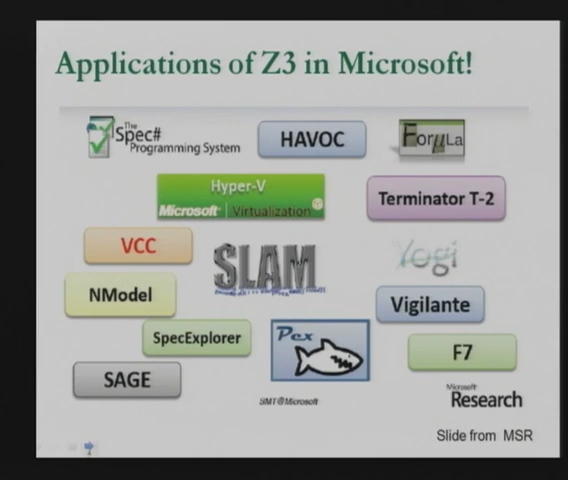 Applications of Z3 in Microsoft!
The
Spec#
Programming System
HAVOC
ForμLa
Hyper-V
Microsoft | Virtualization
Terminator T-2
VCC
SLAM
Yogi
NModel
Vigilante
SpecExplorer
Pex
F7
SAGE
SMT@Microsoft
Microsoft
Research
Slide from MSR